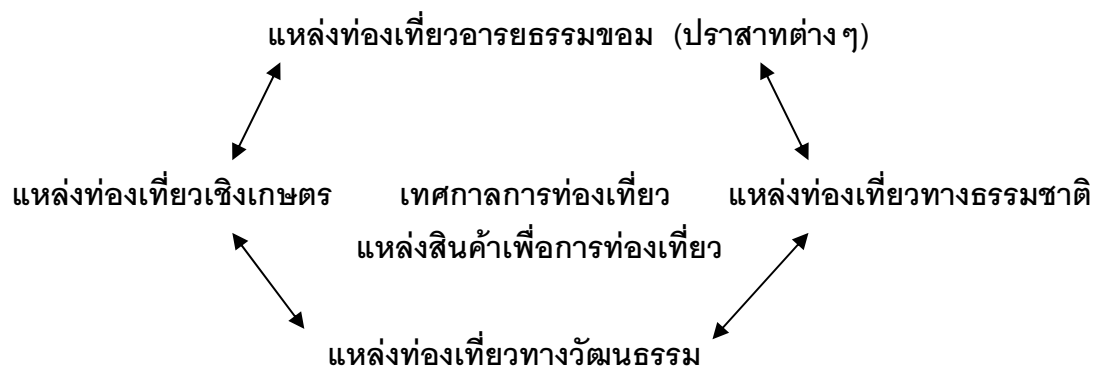 แหล่งท่องเที่ยวอารยธรรมขอม (ปราสาทต่างๆ)
แหล่งท่องเที่ยวเชิงเกษตร เทศกาลการท่องเที่ยว แหล่งท่องเที่ยวทางธรรมชาติ
แหล่งสินค้าเพื่อการท่องเที่ยว
แหล่งท่องเที่ยวทางวัฒนธรรม